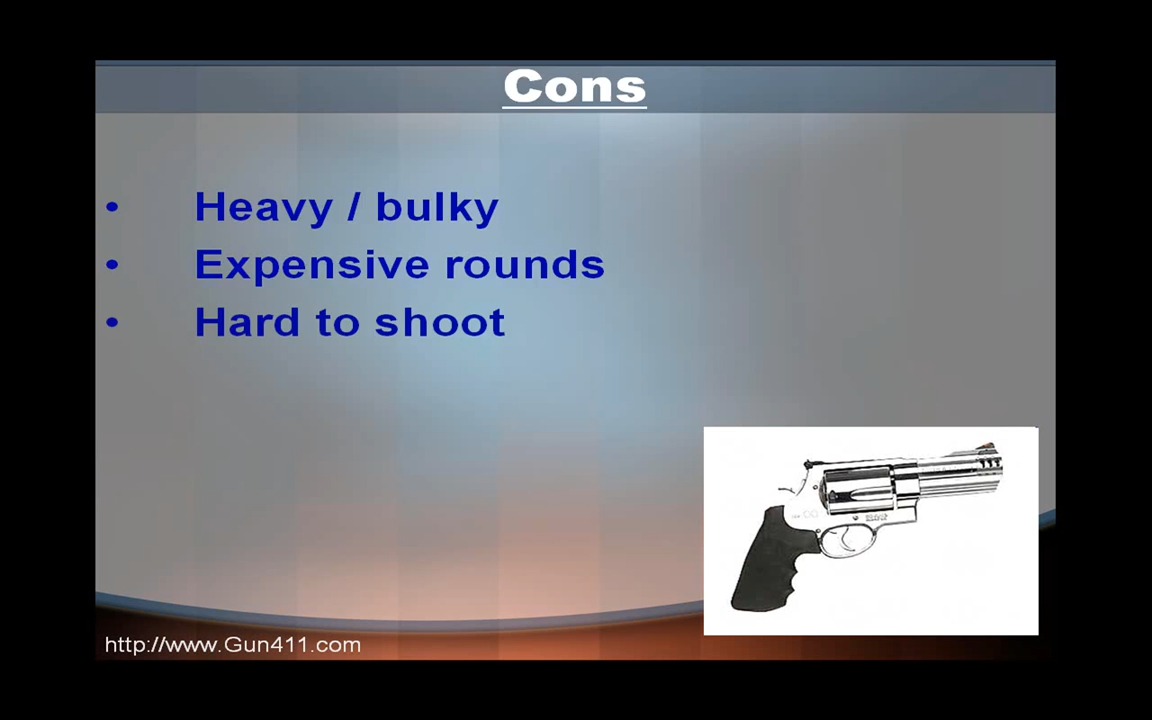 Cons
• Heavy / bulky
• Expensive rounds
• Hard to shoot
http://www.Gun411.com